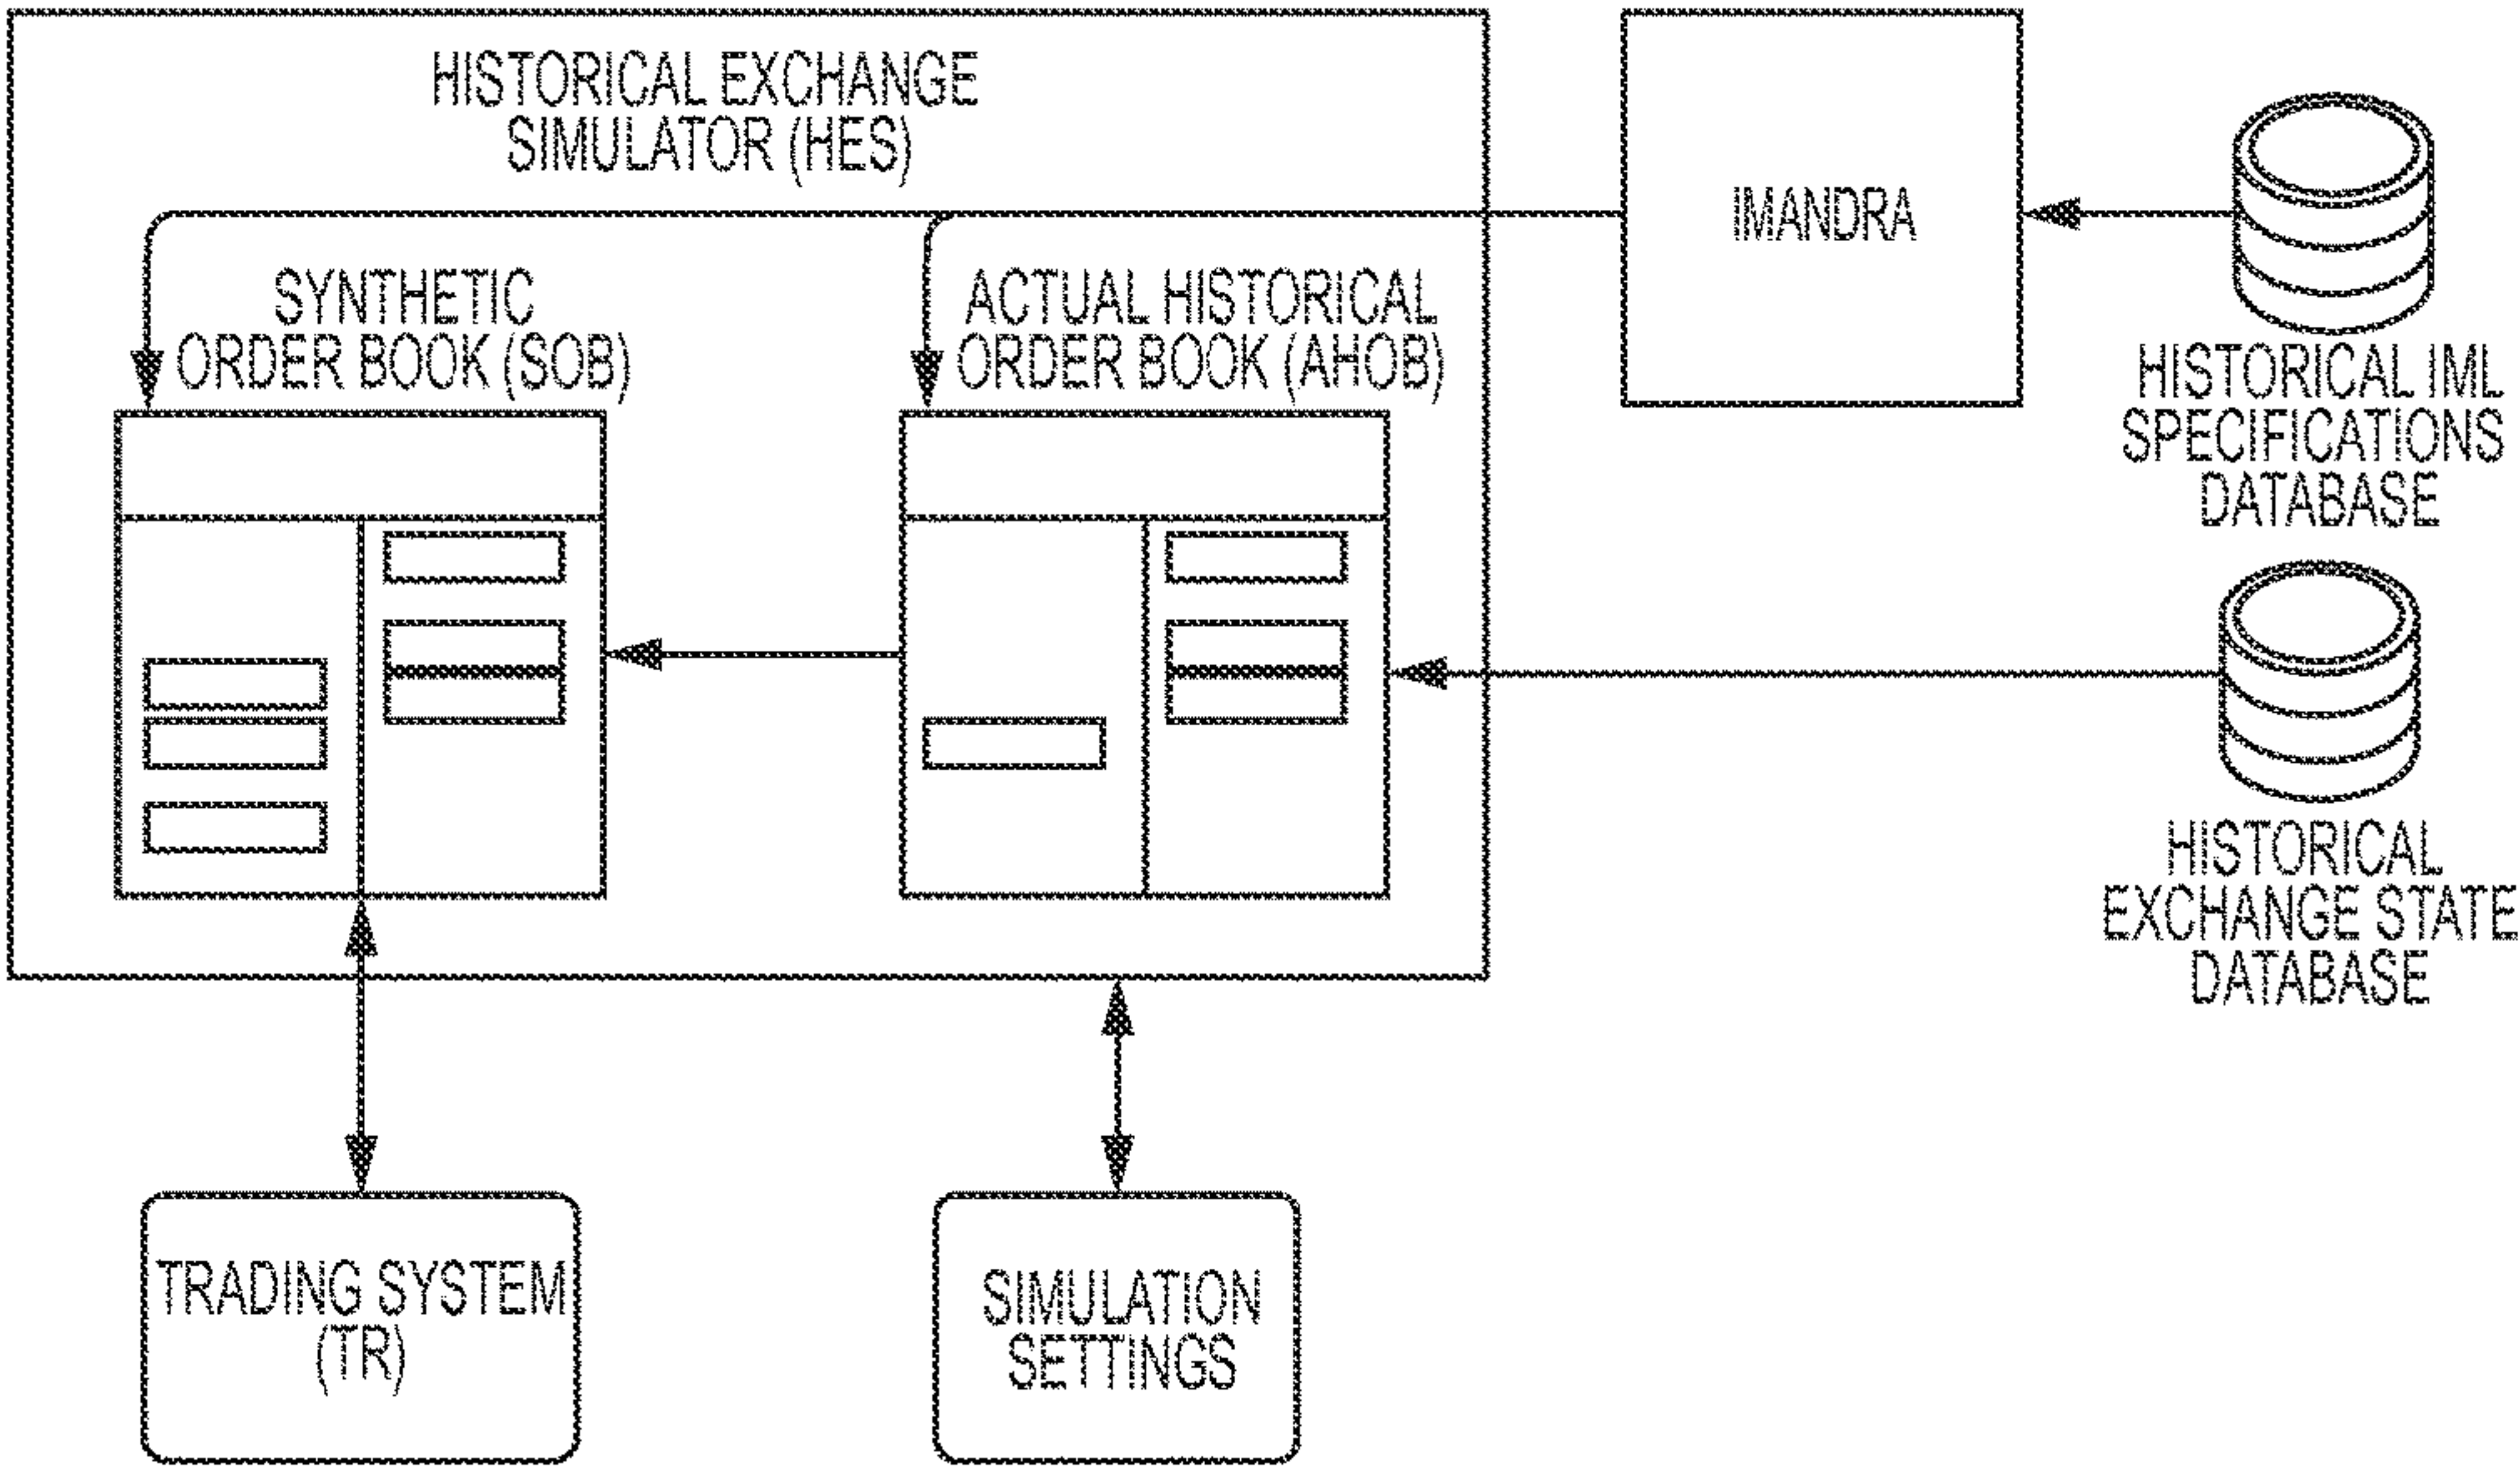 HISTORICAL EXCHANGE
SIMULATOR (HES)
IMANDRA
SYNTHETIC
ORDER BOOK (SOB)
ACTUAL HISTORICAL
ORDER BOOK (AHOB)
HISTORICAL IML
SPECIFICATIONS
DATABASE
HISTORICAL
EXCHANGE STATE
DATABASE
TRADING SYSTEM
(TR)
SIMULATION
SETTINGS